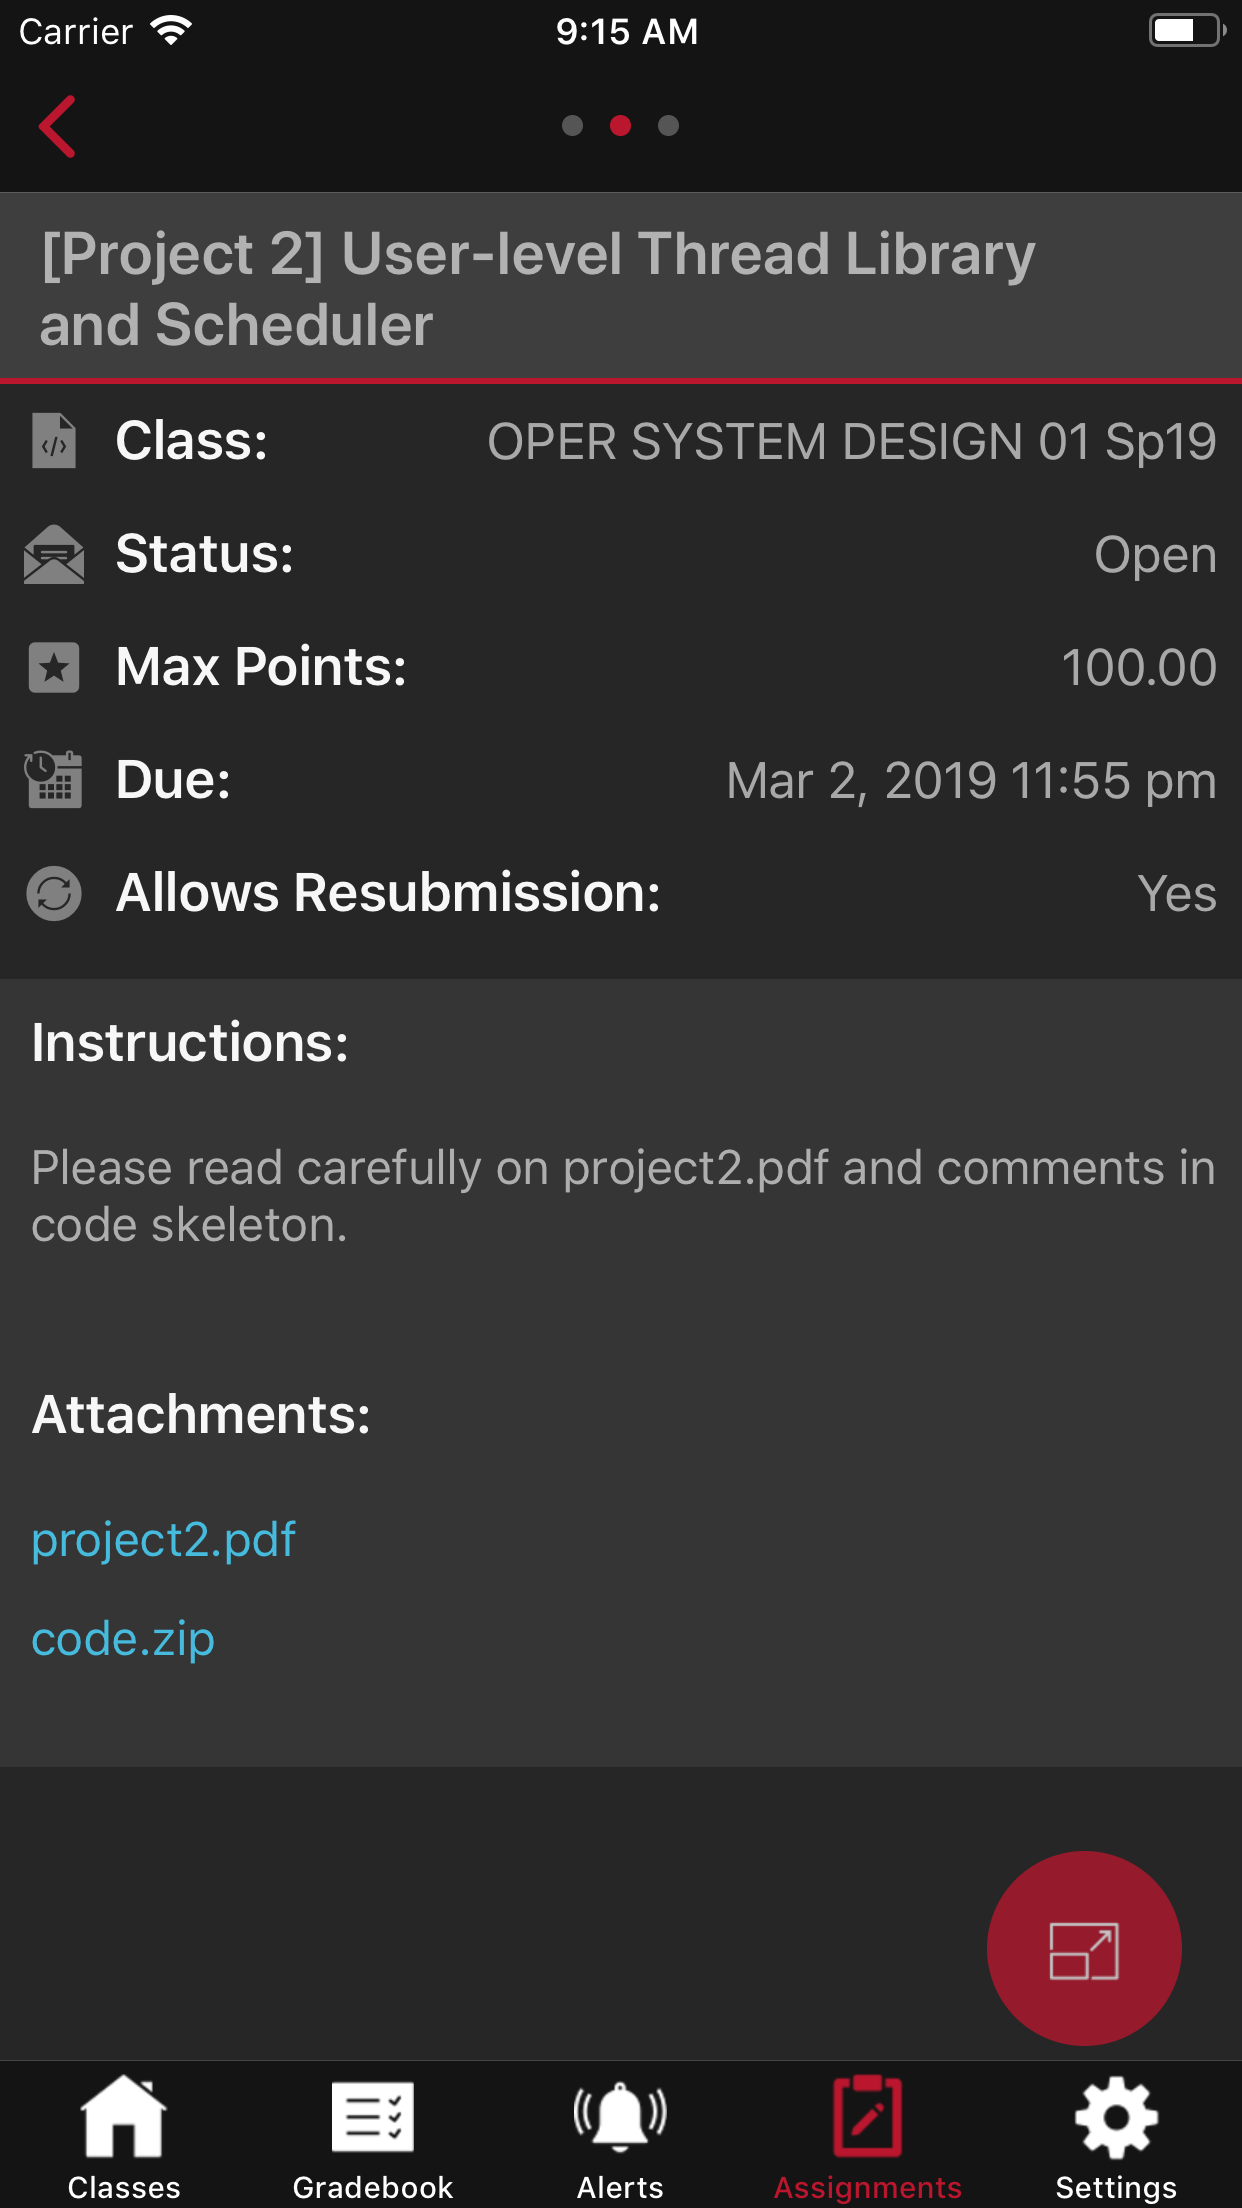 Carrier 9:15 AM
[Project 2] User-level Thread Library
and Scheduler
Class: OPER SYSTEM DESIGN 01 Sp19
Status: Open
Max Points: 100.00
Due: Mar 2, 2019 11:55 pm
Allows Resubmission: Yes
Instructions:
Please read carefully on project2.pdf and comments in
code skeleton.
Attachments:
project2.pdf
code.zip
Classes Gradebook Alerts Assignments Settings